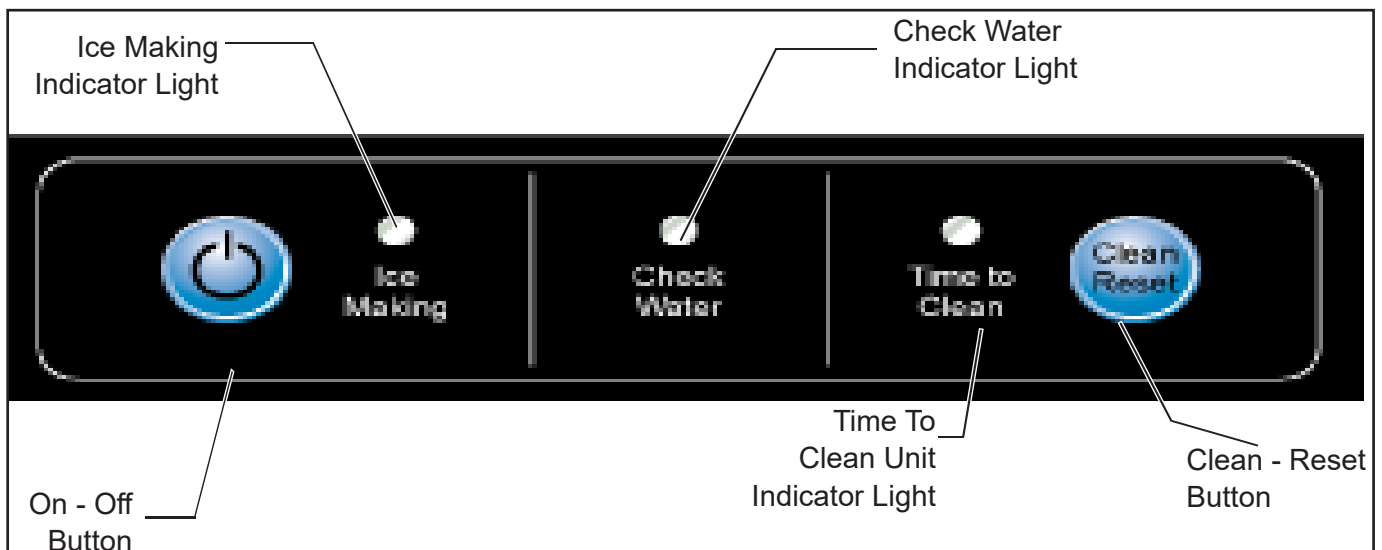 Ice Making
Indicator Light
Check Water
Indicator Light
Ice
Making
Check
Water
Time to
Clean
Clean
Reset
Time To
Clean Unit
Indicator Light
Clean - Reset
Button
On - Off
Button